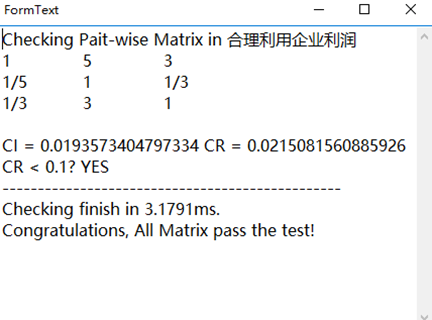 FormText
Checking Pait-wise Matrix in 合理利用企业利润
1 5 3
1/5 1 1/3
1/3 3 1
CI = 0.0193573404797334 CR = 0.0215081560885926
CR < 0.1? YES
---------------------------------------------
Checking finish in 3.1791ms.
Congratulations, All Matrix pass the test!